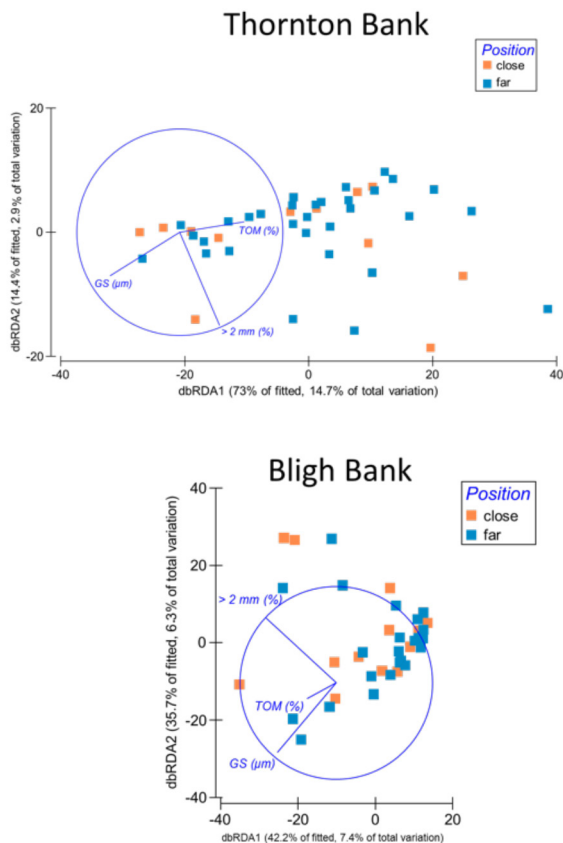 Thornton Bank
Position
close
far
20
0
-20
dbRDA2 (14.4% of fitted, 2.9% of total variation)
TOM (%)
GS (µm)
> 2 mm (%)
-40
-20
0
20
40
dbRDA1 (73% of fitted, 14.7% of total variation)
Bligh Bank
Position
close
far
40
20
0
-20
-40
dbRDA2 (35.7% of fitted, 6.3% of total variation)
> 2 mm (%)
TOM (%)
GS (µm)
-40
-20
0
20
dbRDA1 (42.2% of fitted, 7.4% of total variation)